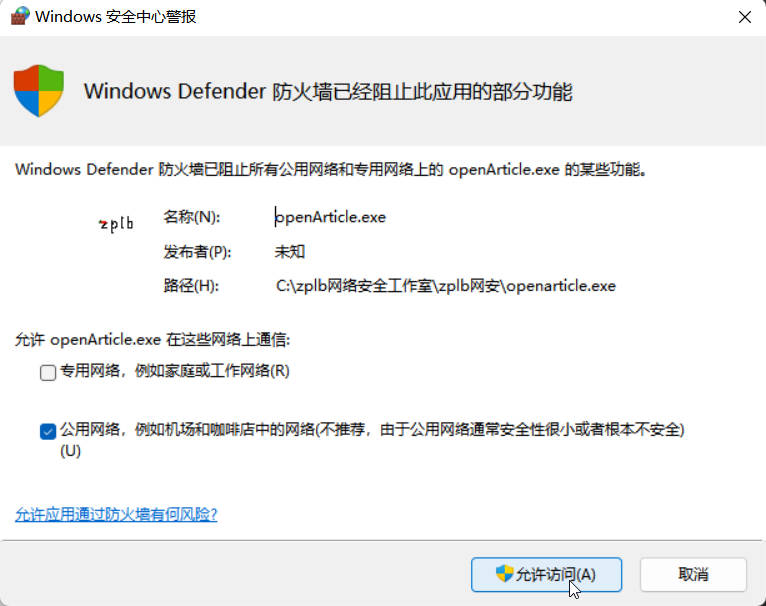 Windows 安全中心警报
Windows Defender 防火墙已经阻止此应用的部分功能
Windows Defender 防火墙已阻止所有公用网络和专用网络上的 openArticle.exe 的某些功能。
zplb
名称(N): openArticle.exe
发布者(P): 未知
路径(H): C:\zplb网络安全工作室\zplb网安\openarticle.exe
允许 openArticle.exe 在这些网络上通信:
专用网络，例如家庭或工作网络(R)
公用网络，例如机场和咖啡店中的网络(不推荐，由于公用网络通常安全性很小或者根本不安全)
(U)
允许应用通过防火墙有何风险?
允许访问(A)
取消